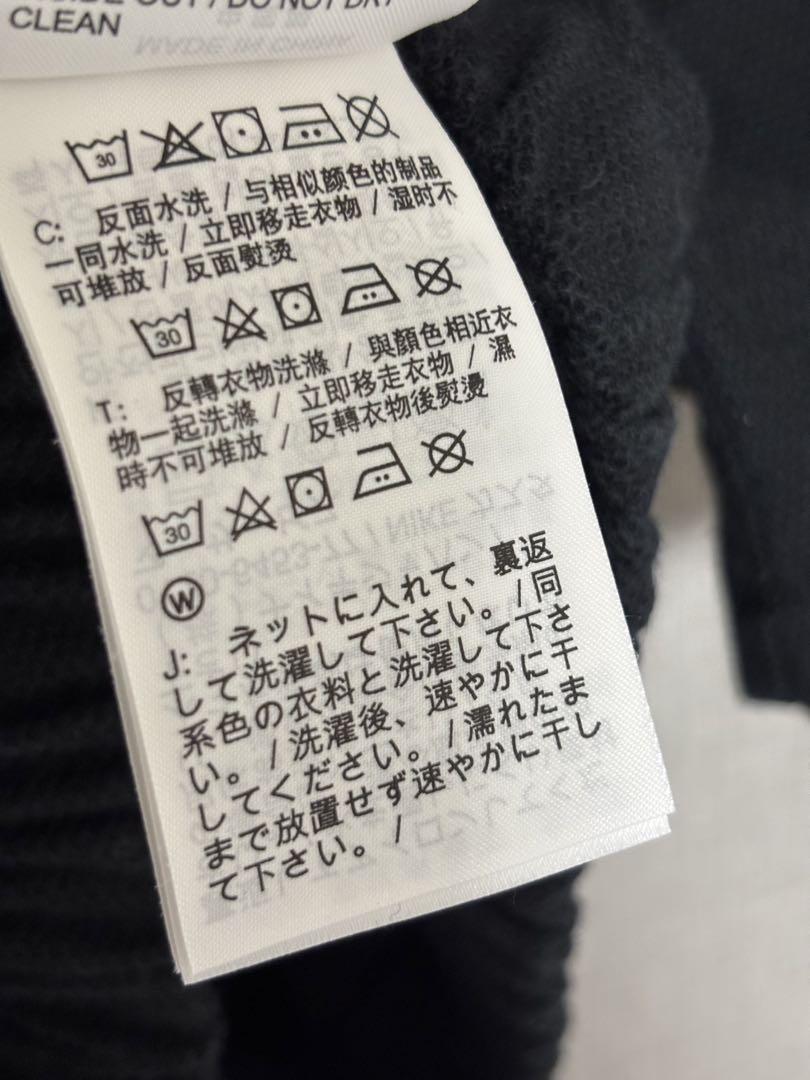 CLEAN
MADE IN CHINA
30
C: 反面水洗 / 与相似颜色的制品
一同水洗 / 立即移走衣物 / 湿时不
可堆放 / 反面熨烫
30
T: 反轉衣物洗滌 / 與顏色相近衣
物一起洗滌 / 立即移走衣物 / 濕
時不可堆放 / 反轉衣物後熨燙
30
W
J: ネットに入れて、裏返
して洗濯して下さい。/同
系色の衣料と洗濯して下さ
い。/洗濯後、速やかに干
してください。/濡れたま
まで放置せず速やかに干し
て下さい。/